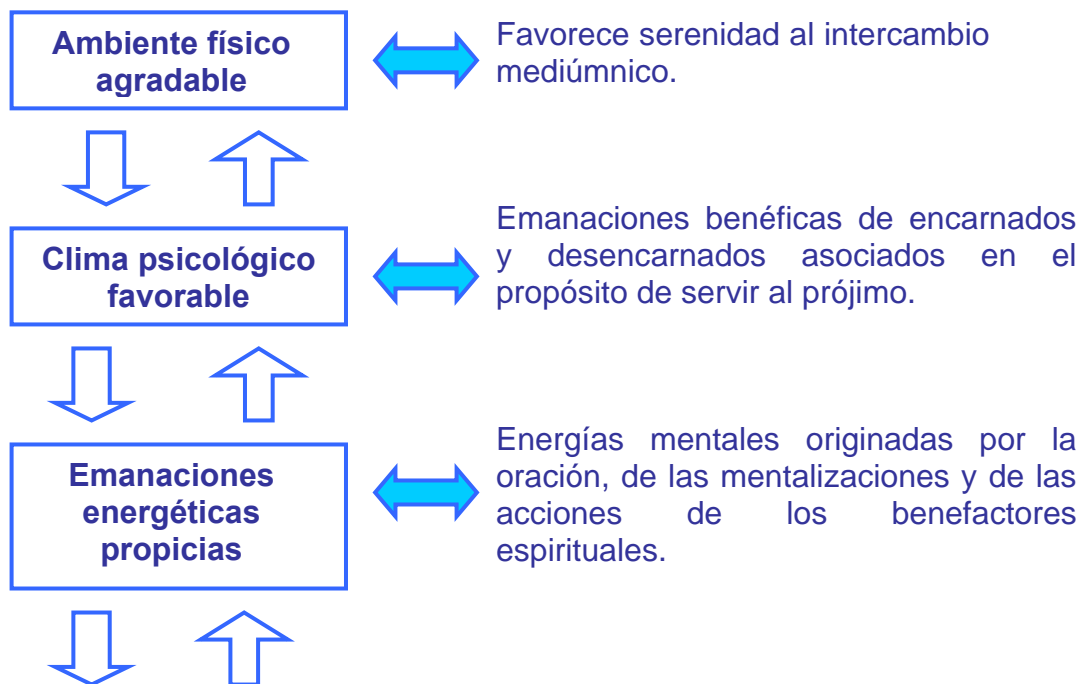 Ambiente físico
agradable
Favorece serenidad al intercambio
mediúmnico.
Clima psicológico
favorable
Emanaciones benéficas de encarnados
y desencarnados asociados en el
propósito de servir al prójimo.
Emanaciones
energéticas
propicias
Energías mentales originadas por la
oración, de las mentalizaciones y de las
acciones de los benefactores
espirituales.